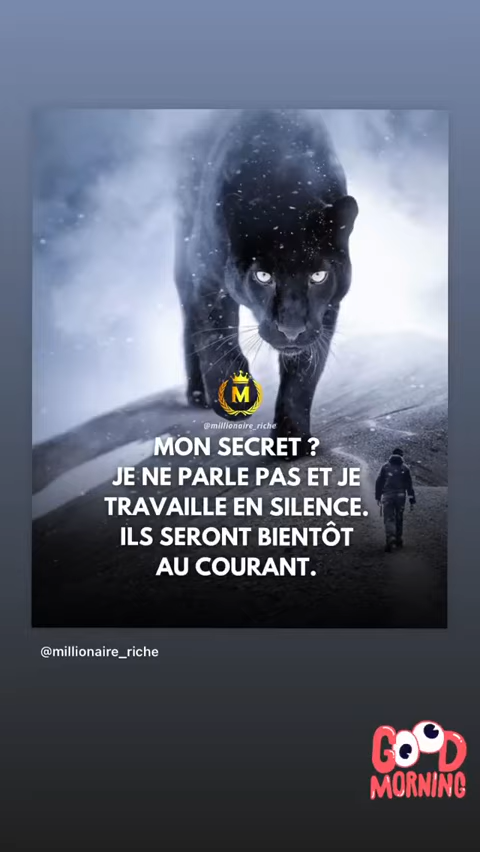 M
@millionaire_riche
MON SECRET ?
JE NE PARLE PAS ET JE
TRAVAILLE EN SILENCE.
ILS SERONT BIENTÔT
AU COURANT.
@millionaire_riche
GOOD
MORNING